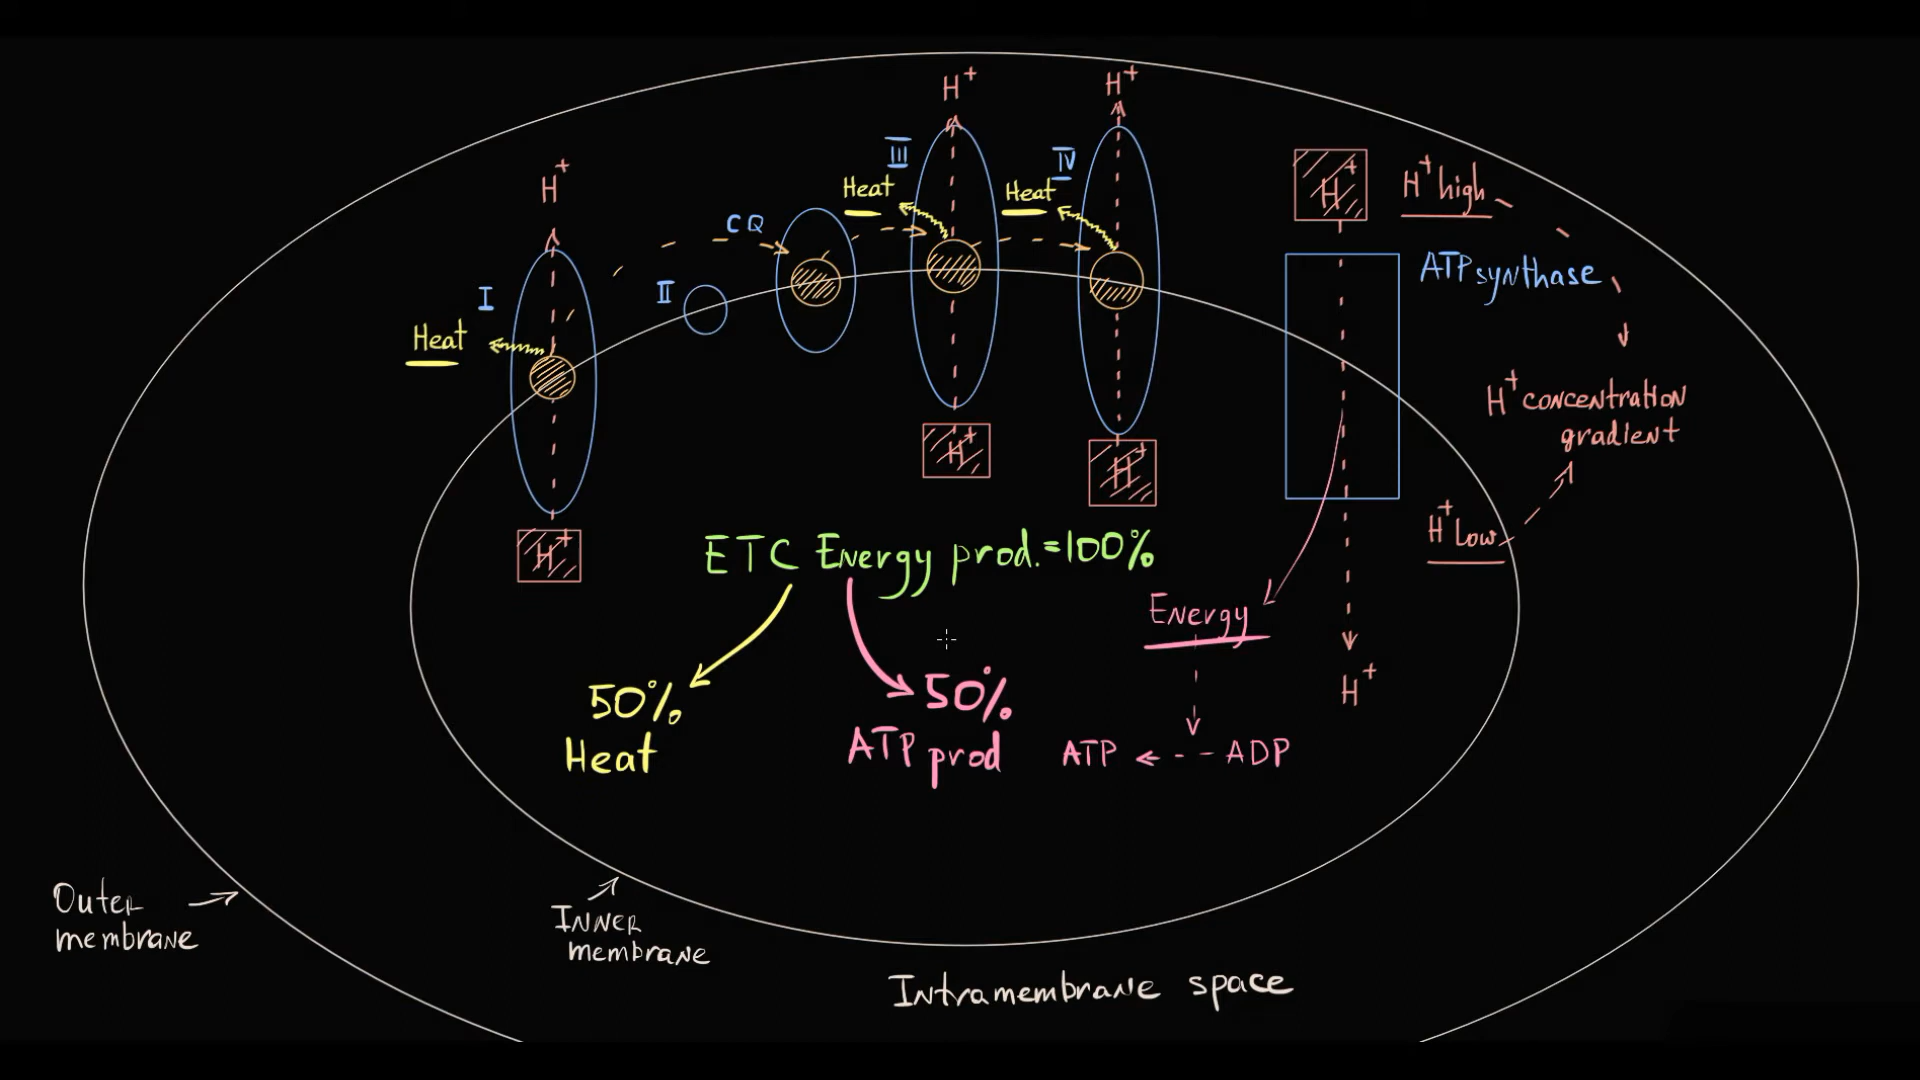 H+
H+
H+
H+
H+ high
III
IV
Heat
Heat
CQ
ATP synthase
I
II
Heat
H+ concentration
gradient
H+
H+
H+
H+ Low
ETC Energy prod.=100%
Energy
50%
Heat
50%
ATP prod
H+
ATP
ADP
Outer
membrane
Inner
membrane
Intramembrane space